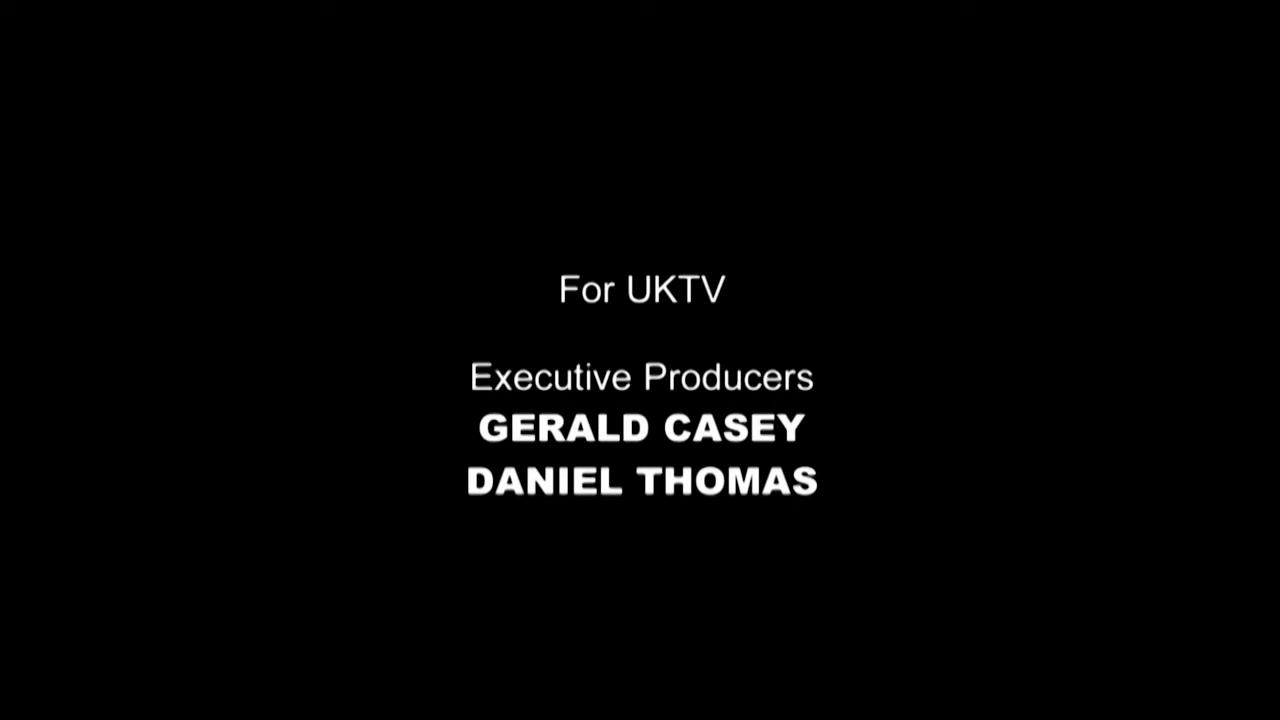 For UKTV
Executive Producers
GERALD CASEY
DANIEL THOMAS